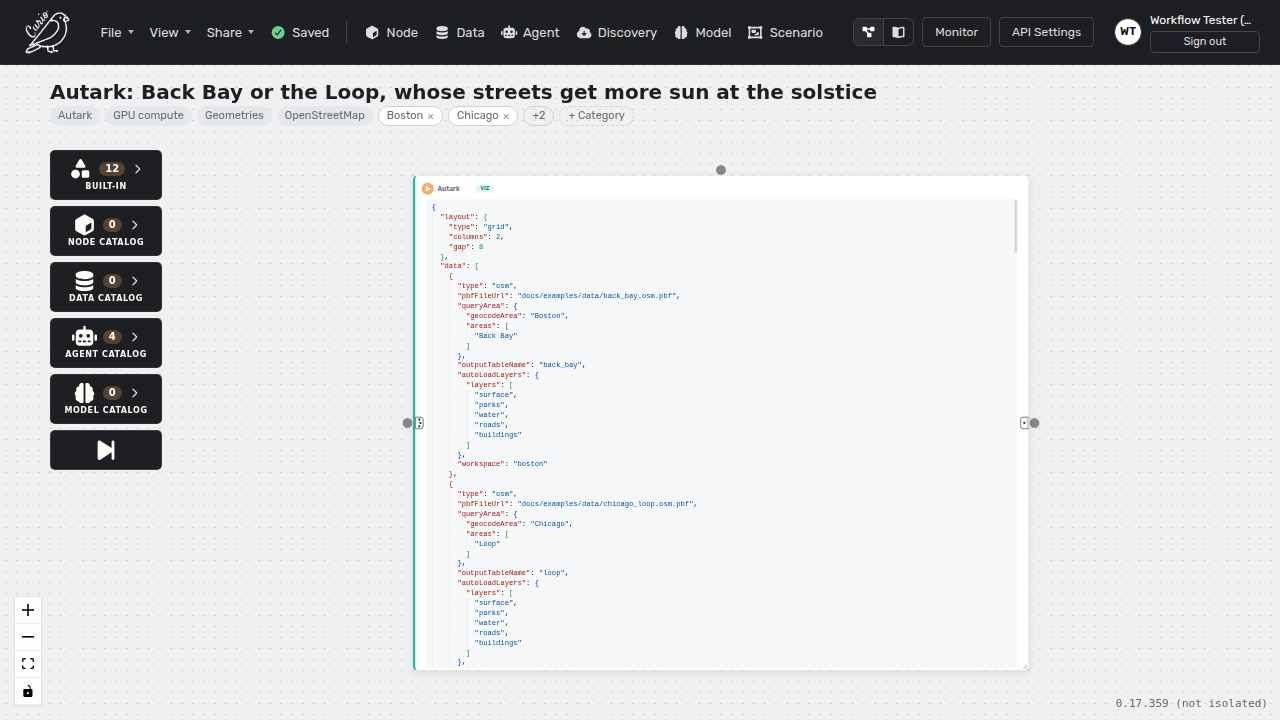 Curio
File
View
Share
Saved
Node
Data
Agent
Discovery
Model
Scenario
Monitor
API Settings
WT
Workflow Tester (...
Sign out
Autark: Back Bay or the Loop, whose streets get more sun at the solstice
Autark
GPU compute
Geometries
OpenStreetMap
Boston ×
Chicago ×
+2
+ Category
12
BUILT-IN
0
NODE CATALOG
0
DATA CATALOG
4
AGENT CATALOG
0
MODEL CATALOG
Autark
VIZ
{
"layout": {
"type": "grid",
"columns": 2,
"gap": 8
},
"data": [
{
"type": "osm",
"pbfFileUrl": "docs/examples/data/back_bay.osm.pbf",
"queryArea": {
"geocodeArea": "Boston",
"areas": [
"Back Bay"
]
},
"outputTableName": "back_bay",
"autoLoadLayers": {
"layers": [
"surface",
"parks",
"water",
"roads",
"buildings"
]
},
"workspace": "boston"
},
{
"type": "osm",
"pbfFileUrl": "docs/examples/data/chicago_loop.osm.pbf",
"queryArea": {
"geocodeArea": "Chicago",
"areas": [
"Loop"
]
},
"outputTableName": "loop",
"autoLoadLayers": {
"layers": [
"surface",
"parks",
"water",
"roads",
"buildings"
]
},
0.17.359 (not isolated)